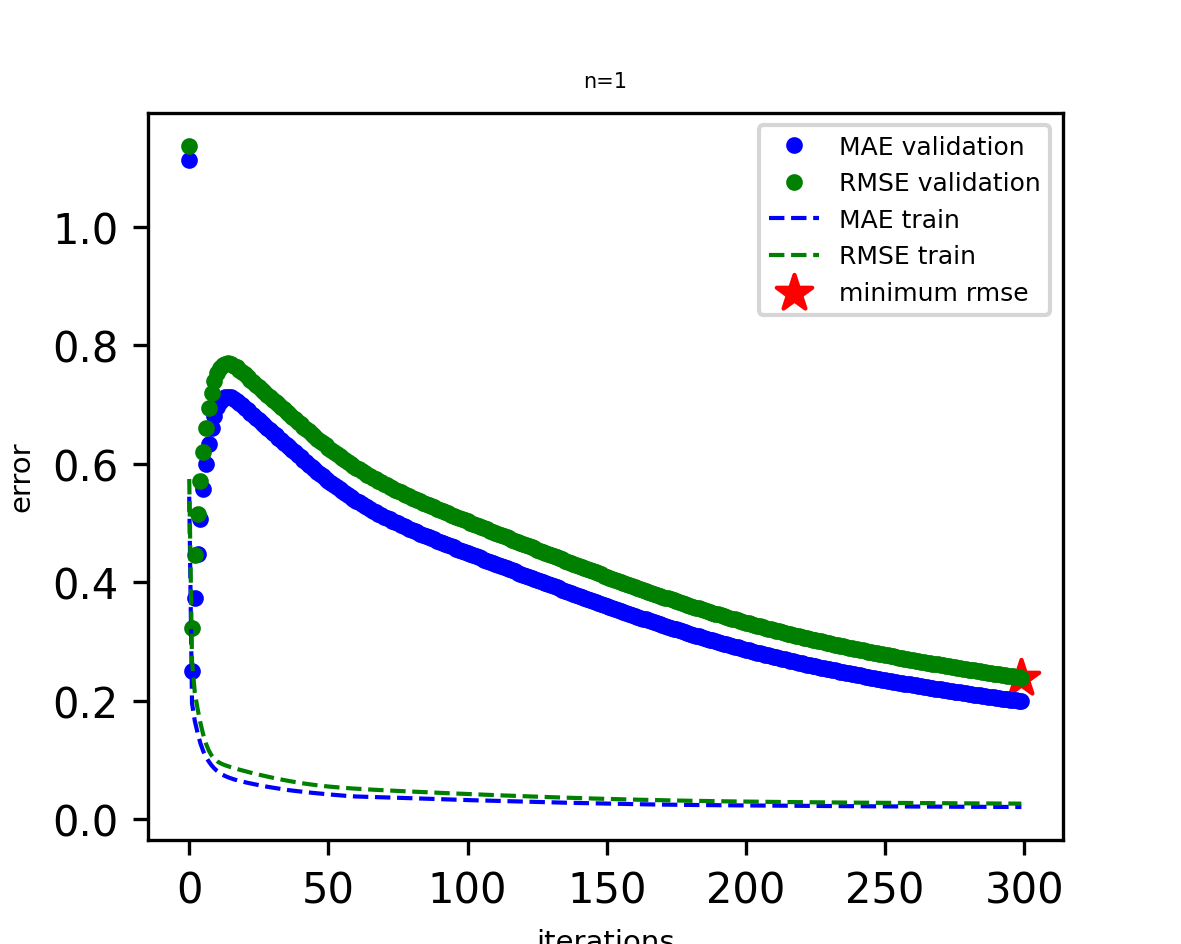 n=1
MAE validation
RMSE validation
MAE train
RMSE train
minimum rmse
1.0
0.8
0.6
0.4
0.2
0.0
error
0 50 100 150 200 250 300
iterations